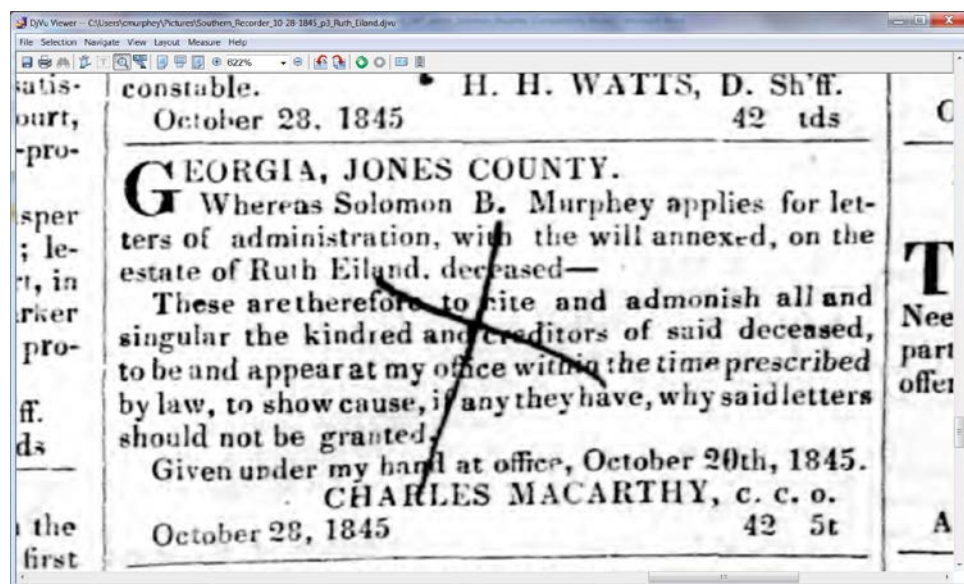 DjVu Viewer -- C:\Users\cmurphey\Pictures\Southern_Recorder_10-28-1845_p3_Ruth_Eiland.djvu
File Selection Navigate View Layout Measure Help
622%
satis-
ourt,
-pro-
sper
; le-
rt, in
arker
pro-
ff.
ds
n the
first
constable. H. H. WATTS, D. Sh'ff.
October 28, 1845 42 tds
GEORGIA, JONES COUNTY.
Whereas Solomon B. Murphey applies for let-
ters of administration, with the will annexed, on the
estate of Ruth Eiland. deceased—
These are therefore to cite and admonish all and
singular the kindred and creditors of said deceased,
to be and appear at my office within the time prescribed
by law, to show cause, if any they have, why said letters
should not be granted.
Given under my hand at office, October 20th, 1845.
CHARLES MACARTHY, c. c. o.
October 28, 1845 42 5t
C
T
Nee
part
offer
A